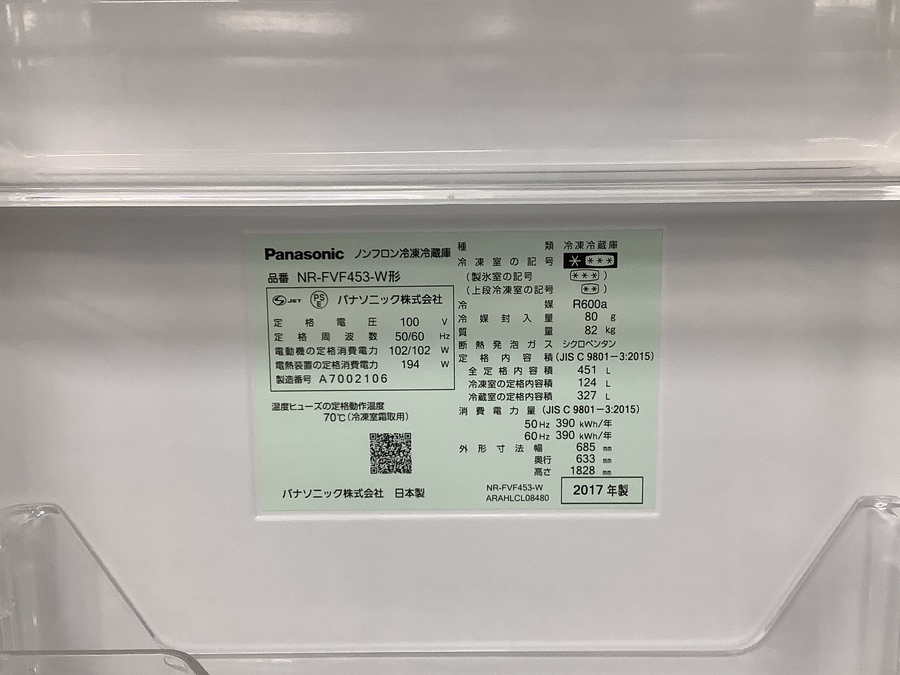 Panasonic ノンフロン冷凍冷蔵庫
品番 NR-FVF453-W形
S JET PS E パナソニック株式会社
定格電圧 100 V
定格周波数 50/60 Hz
電動機の定格消費電力 102/102 W
電熱装置の定格消費電力 194 W
製造番号 A7002106
温度ヒューズの定格動作温度
70℃(冷凍室霜取用)
パナソニック株式会社 日本製
種類 冷凍冷蔵庫
冷凍室の記号 * ***
(製氷室の記号 *** )
(上段冷凍室の記号 ** )
冷媒 R600a
冷媒封入量 80 g
質量 82 kg
断熱発泡ガス シクロペンタン
定格内容積 (JIS C 9801-3:2015)
全定格内容積 451 L
冷凍室の定格内容積 124 L
冷蔵室の定格内容積 327 L
消費電力量 (JIS C 9801-3:2015)
50Hz 390 kWh/年
60Hz 390 kWh/年
外形寸法 幅 685 mm
奥行 633 mm
高さ 1828 mm
NR-FVF453-W
ARAHLCL08480
2017年製